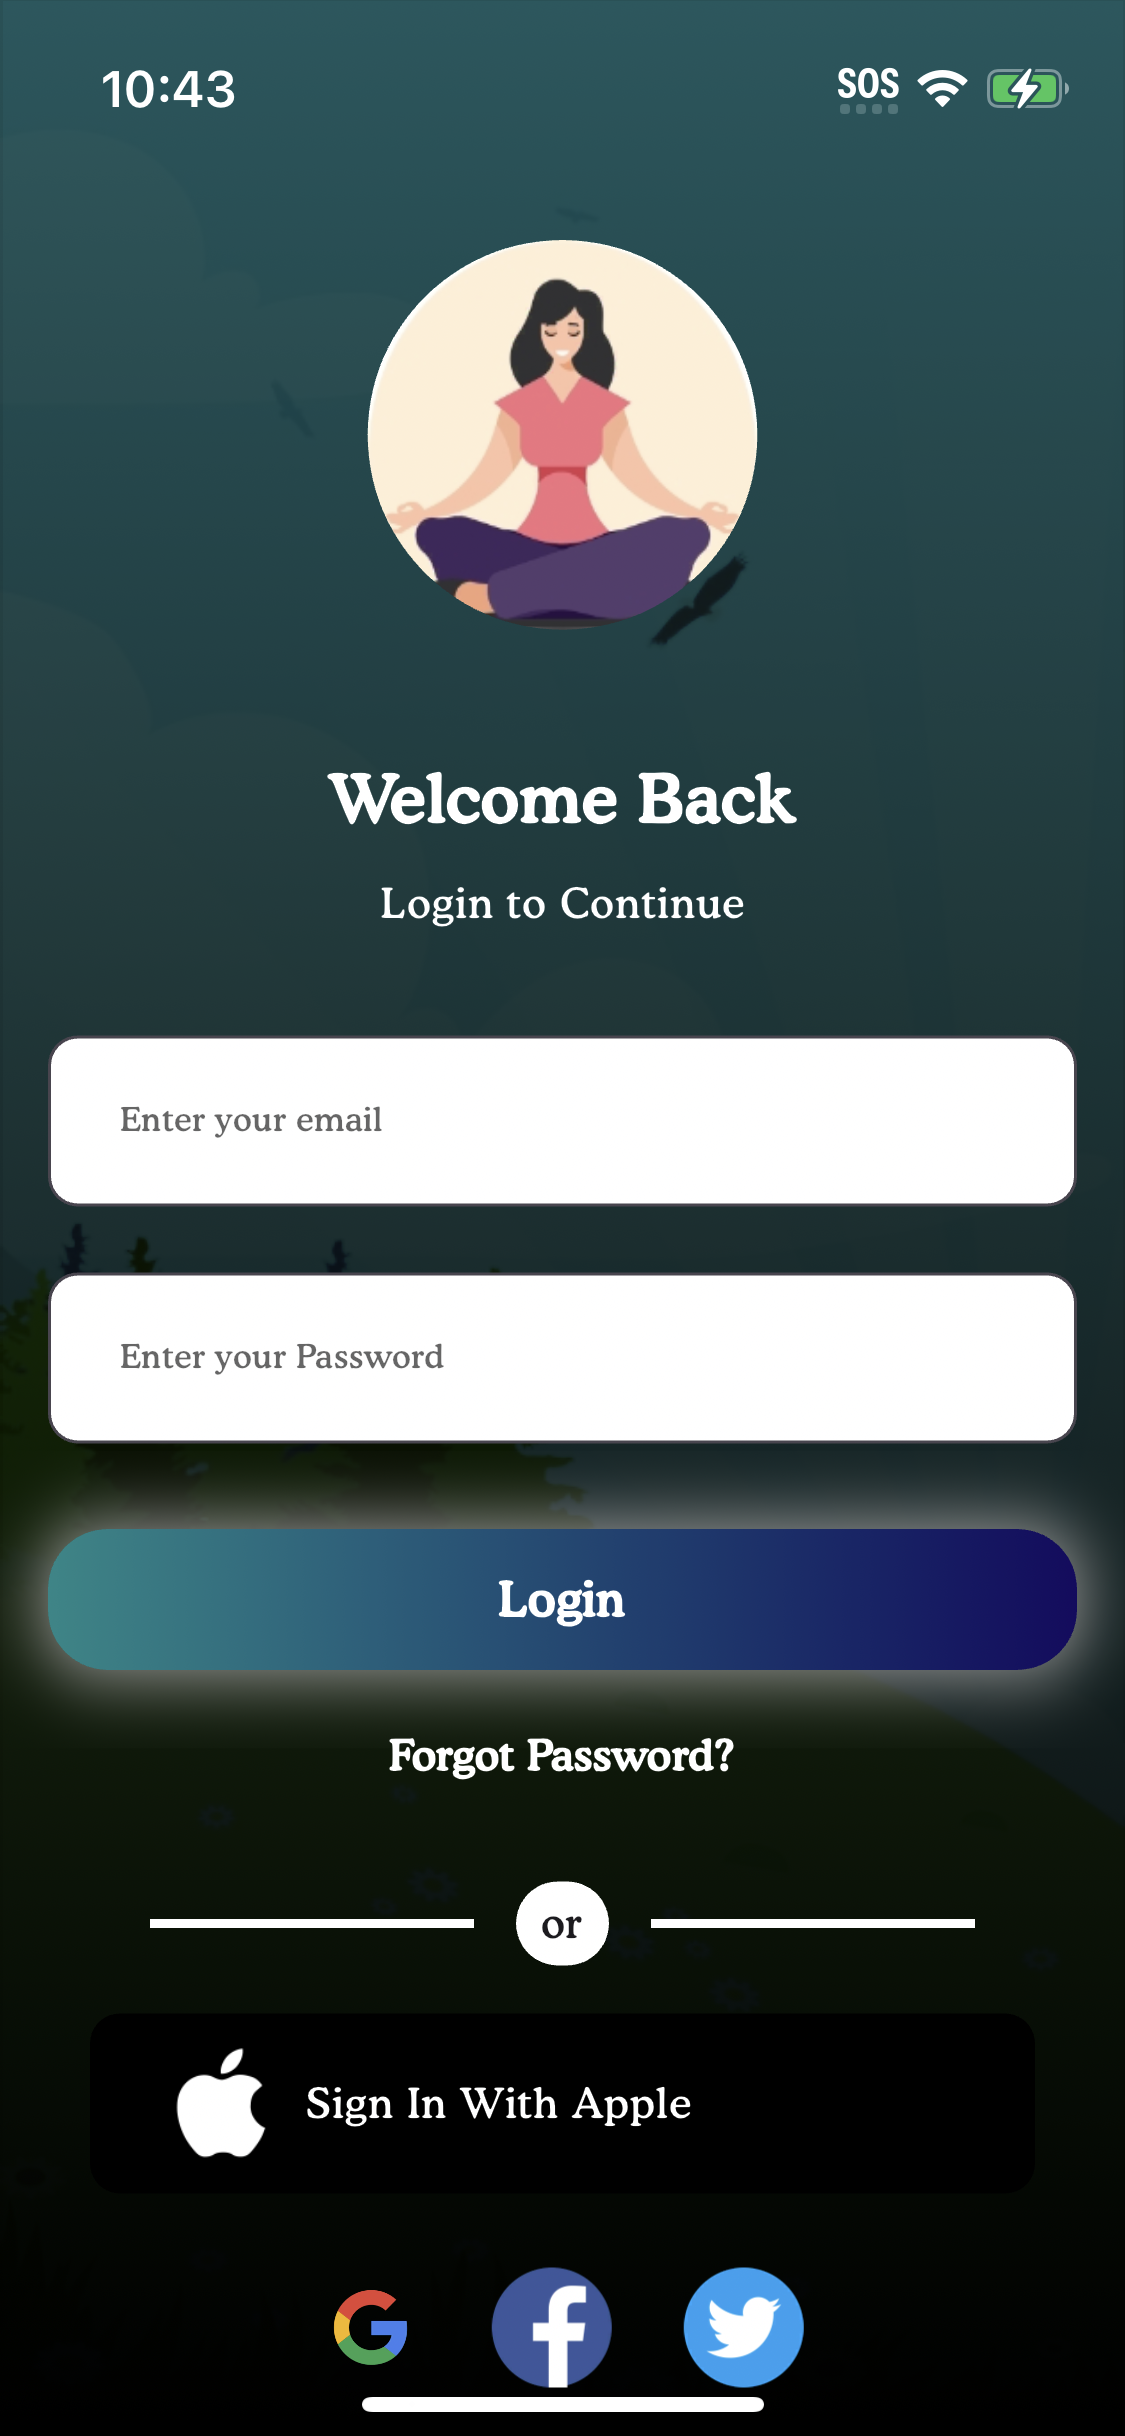 10:43
SOS
Welcome Back
Login to Continue
Enter your email
Enter your Password
Login
Forgot Password?
or
Sign In With Apple